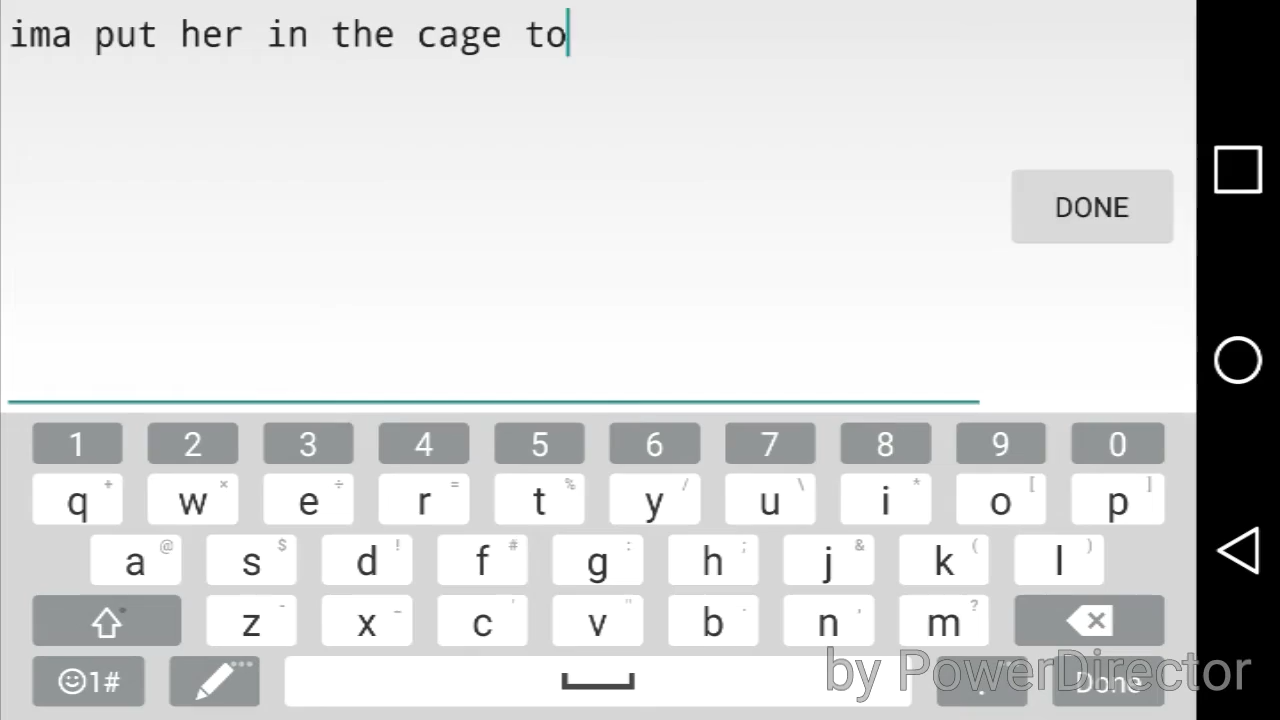 ima put her in the cage to
DONE
1 2 3 4 5 6 7 8 9 0
q + w × e ÷ r = t % y / u \ i * o [ p ]
a @ s $ d ! f # g : h ; j & k ( l )
z - x _ c ' v " b . n , m ?
1# . Done
by PowerDirector